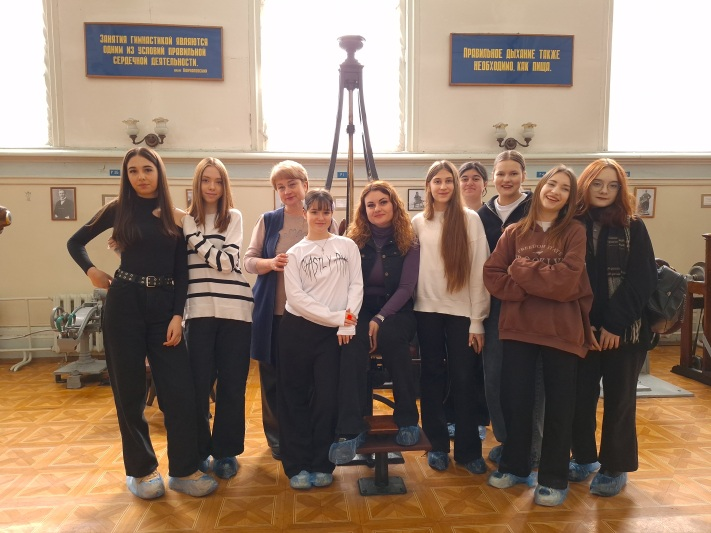 ЗАНЯТИЯ ГИМНАСТИКОЙ ЯВЛЯЮТСЯ
ОДНИМ ИЗ УСЛОВИЙ ПРАВИЛЬНОЙ
СЕРДЕЧНОЙ ДЕЯТЕЛЬНОСТИ.
ПРАВИЛЬНОЕ ДЫХАНИЕ ТАКЖЕ
НЕОБХОДИМО, КАК ПИЩА.